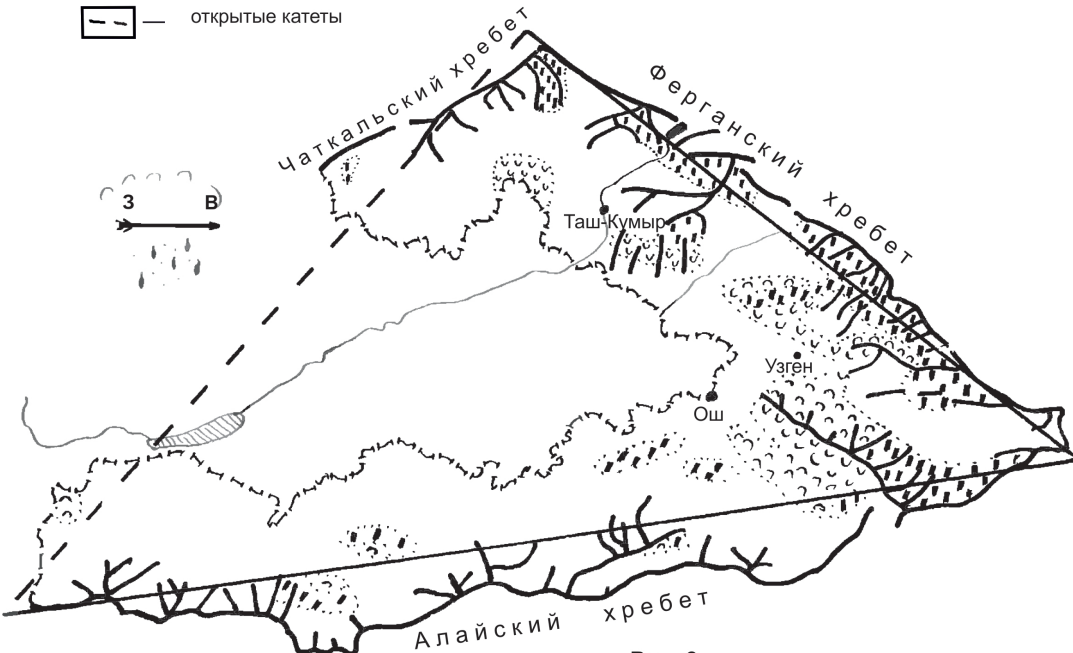 — открытые катеты
Чаткальский хребет
Ферганский хребет
З В
Таш-Кумыр
Узген
Ош
Алайский хребет